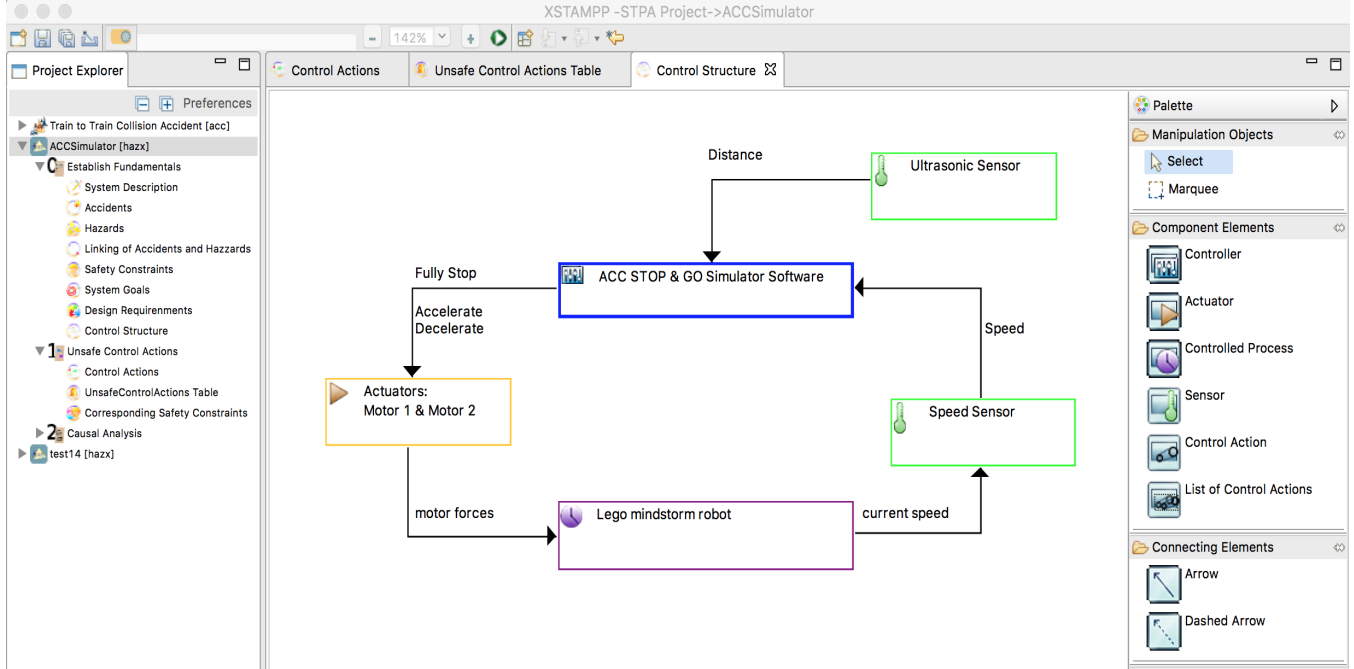 XSTAMPP -STPA Project->ACCSimulator
142%
Project Explorer
Control Actions
Unsafe Control Actions Table
Control Structure
Preferences
Train to Train Collision Accident [acc]
ACCSimulator [hazx]
0 Establish Fundamentals
System Description
Accidents
Hazards
Linking of Accidents and Hazzards
Safety Constraints
System Goals
Design Requirenments
Control Structure
1 Unsafe Control Actions
Control Actions
UnsafeControlActions Table
Corresponding Safety Constraints
2 Causal Analysis
test14 [hazx]
Distance
Ultrasonic Sensor
Fully Stop
ACC STOP & GO Simulator Software
Accelerate
Decelerate
Speed
Actuators:
Motor 1 & Motor 2
Speed Sensor
motor forces
Lego mindstorm robot
current speed
Palette
Manipulation Objects
Select
Marquee
Component Elements
Controller
Actuator
Controlled Process
Sensor
Control Action
List of Control Actions
Connecting Elements
Arrow
Dashed Arrow